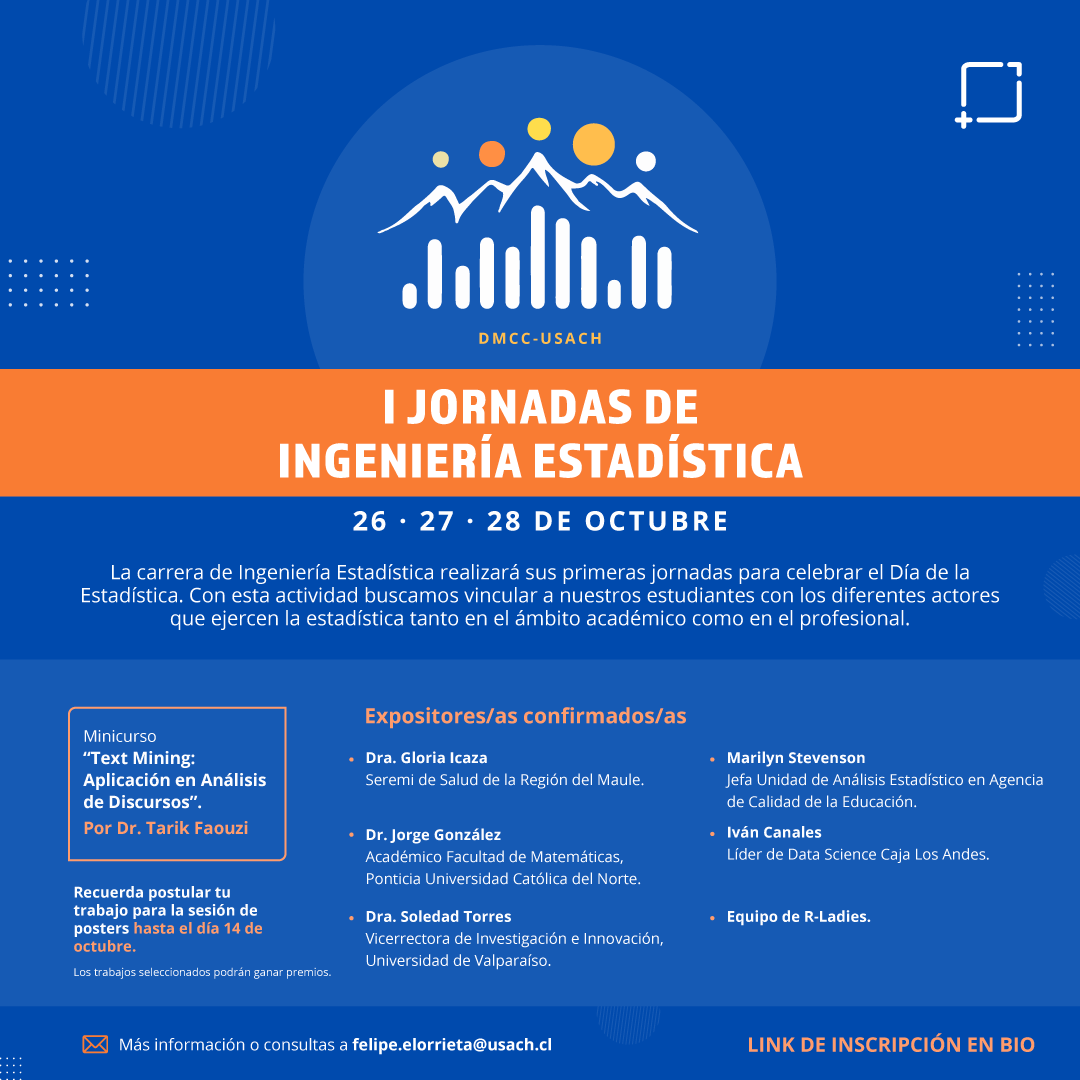 DMCC-USACH
I JORNADAS DE
INGENIERÍA ESTADÍSTICA
26 · 27 · 28 DE OCTUBRE
La carrera de Ingeniería Estadística realizará sus primeras jornadas para celebrar el Día de la
Estadística. Con esta actividad buscamos vincular a nuestros estudiantes con los diferentes actores
que ejercen la estadística tanto en el ámbito académico como en el profesional.
Minicurso
“Text Mining:
Aplicación en Análisis
de Discursos”.
Por Dr. Tarik Faouzi
Recuerda postular tu
trabajo para la sesión de
posters hasta el día 14 de
octubre.
Los trabajos seleccionados podrán ganar premios.
Expositores/as confirmados/as
• Dra. Gloria Icaza
Seremi de Salud de la Región del Maule.
• Dr. Jorge González
Académico Facultad de Matemáticas,
Ponticia Universidad Católica del Norte.
• Dra. Soledad Torres
Vicerrectora de Investigación e Innovación,
Universidad de Valparaíso.
• Marilyn Stevenson
Jefa Unidad de Análisis Estadístico en Agencia
de Calidad de la Educación.
• Iván Canales
Líder de Data Science Caja Los Andes.
• Equipo de R-Ladies.
Más información o consultas a felipe.elorrieta@usach.cl
LINK DE INSCRIPCIÓN EN BIO